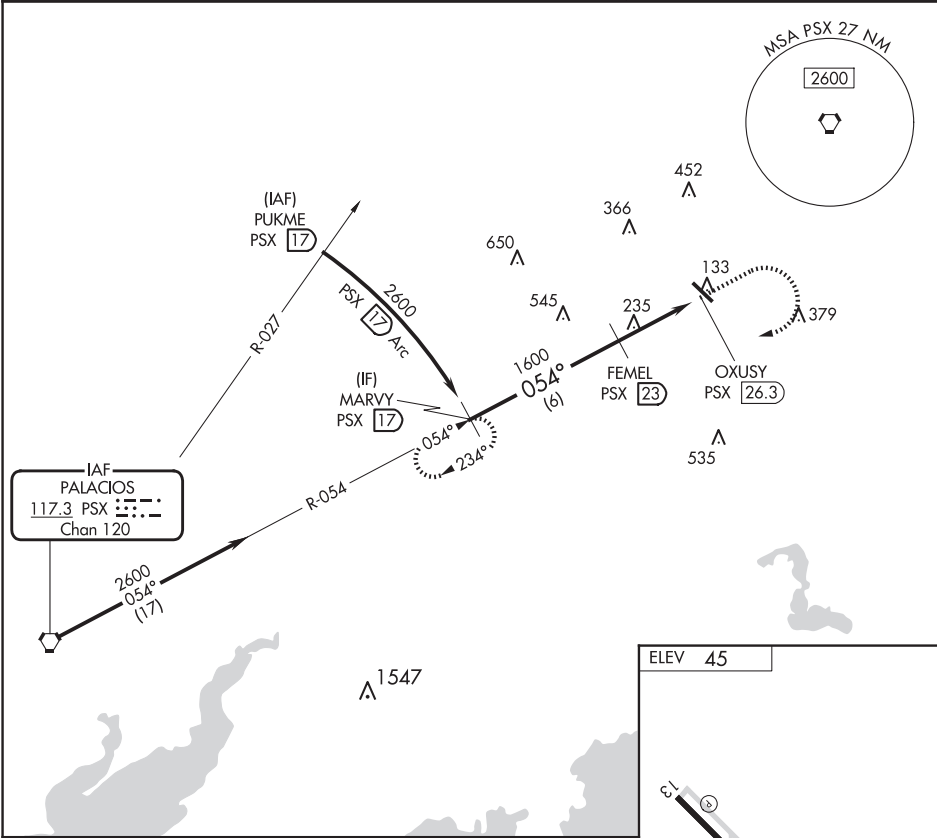 MSA PSX 27 NM
2600
452
(IAF)
PUKME
PSX 17
366
650
133
2600
545
235
379
PSX 17 Arc
R-027
1600
054°
(6)
FEMEL
PSX 23
OXUSY
PSX 26.3
(IF)
MARVY
PSX 17
054°
234°
535
IAF
PALACIOS
117.3 PSX
Chan 120
R-054
2600
054°
(17)
ELEV 45
1547
13
P